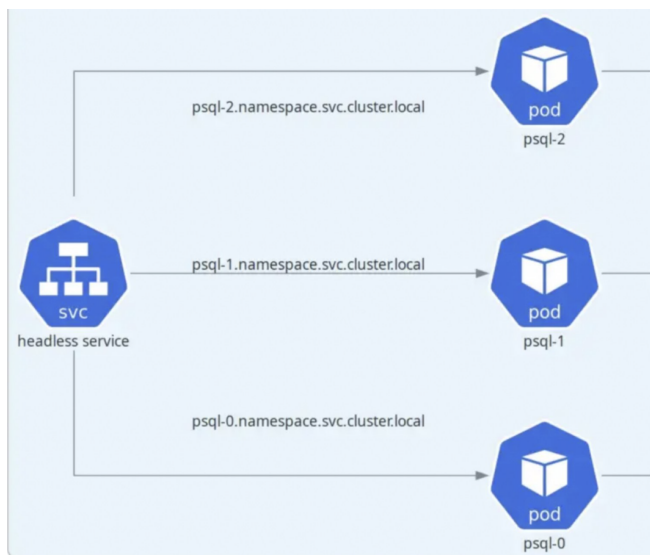 psql-2.namespace.svc.cluster.local
pod
psql-2
psql-1.namespace.svc.cluster.local
svc
headless service
pod
psql-1
psql-0.namespace.svc.cluster.local
pod
psql-0